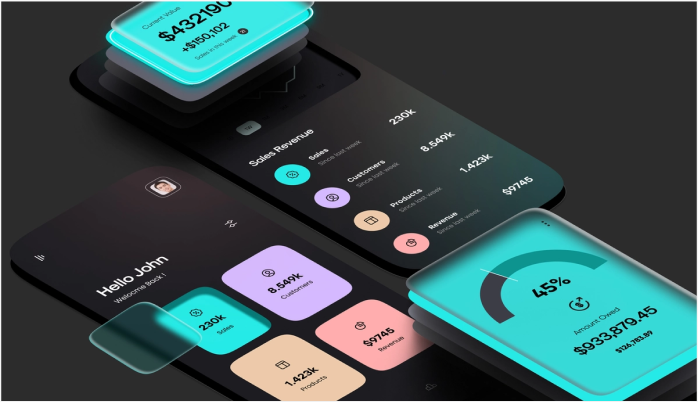 Current Value
$432190
+$150,102
Sales in this week
Sales Revenue
Sales
Since last week
230k
Customers
Since last week
8.549k
Products
Since last week
1.423k
Revenue
Since last week
$9745
Hello John
Welcome Back !
230k
Sales
8.549k
Customers
1.423k
Products
$9745
Revenue
45%
Amount Owed
$933,879.45
$126,783.89